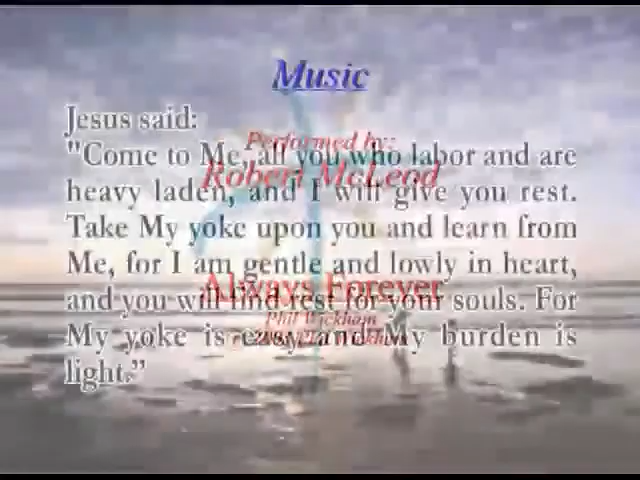 Music
Jesus said:
Performed by:
"Come to Me, all you who labor and are
Robert McLeod
heavy laden, and I will give you rest.
Take My yoke upon you and learn from
Me, for I am gentle and lowly in heart,
Always Forever
and you will find rest for your souls. For
Phil Wickham
My yoke is easy and My burden is
light.”